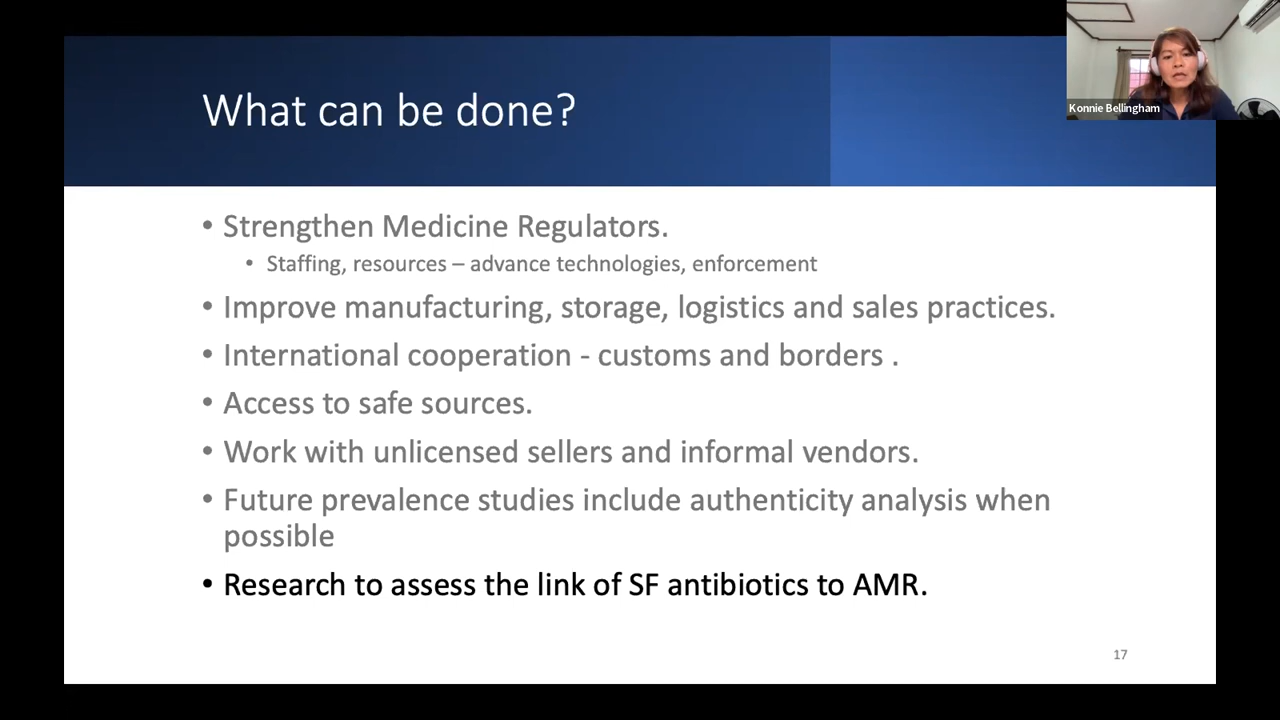 What can be done?
Konnie Bellingham
• Strengthen Medicine Regulators.
• Staffing, resources – advance technologies, enforcement
• Improve manufacturing, storage, logistics and sales practices.
• International cooperation - customs and borders .
• Access to safe sources.
• Work with unlicensed sellers and informal vendors.
• Future prevalence studies include authenticity analysis when
possible
• Research to assess the link of SF antibiotics to AMR.
17